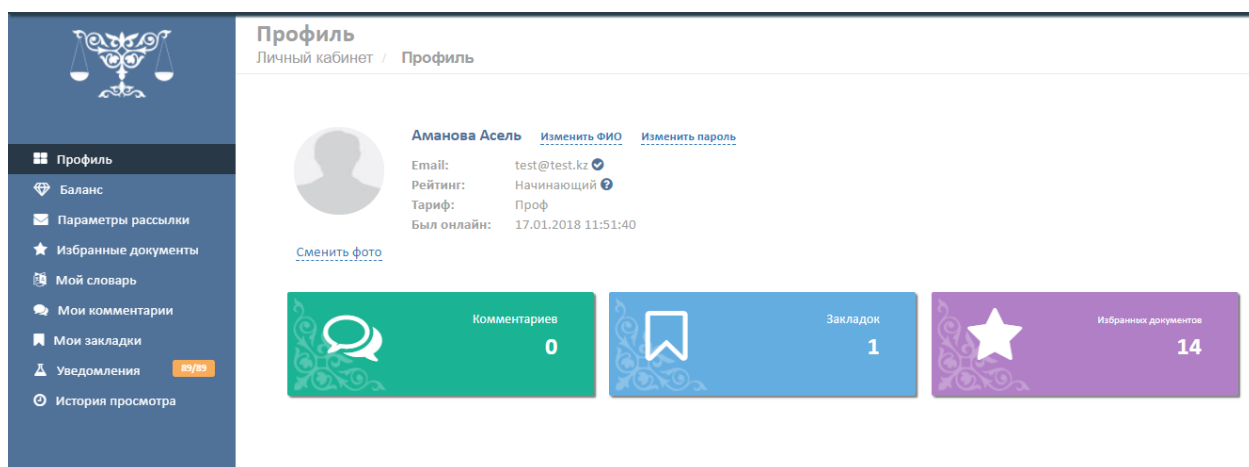 Профиль
Личный кабинет / Профиль
Профиль
Баланс
Параметры рассылки
Избранные документы
Мой словарь
Мои комментарии
Мои закладки
Уведомления 89/89
История просмотра
Аманова Асель Изменить ФИО Изменить пароль
Email: test@test.kz
Рейтинг: Начинающий
Тариф: Проф
Был онлайн: 17.01.2018 11:51:40
Сменить фото
Комментариев
0
Закладок
1
Избранных документов
14